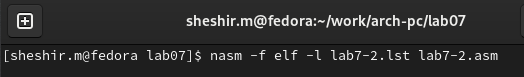 sheshir.m@fedora:~/work/arch-pc/lab07
[sheshir.m@fedora lab07]$ nasm -f elf -l lab7-2.lst lab7-2.asm